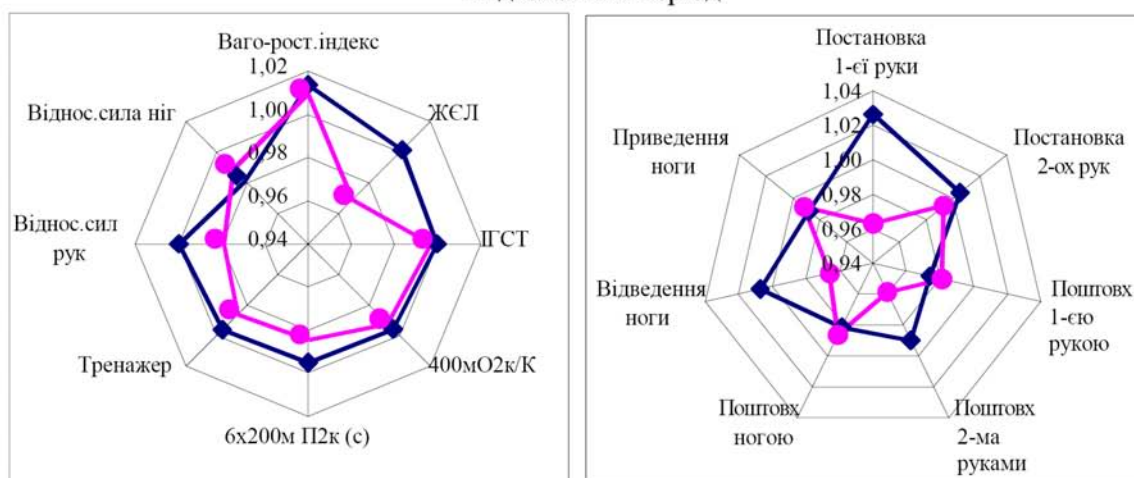 Ваго-рост.індекс
1,02
1,00
0,98
0,96
0,94
ЖЄЛ
ІГСТ
400мО2к/К
6х200м П2к (с)
Тренажер
Віднос.сил
рук
Віднос.сила ніг
Постановка
1-єї руки
1,04
1,02
1,00
0,98
0,96
0,94
Постановка
2-ох рук
Поштовх
1-єю
рукою
Поштовх
2-ма
руками
Поштовх
ногою
Відведення
ноги
Приведення
ноги